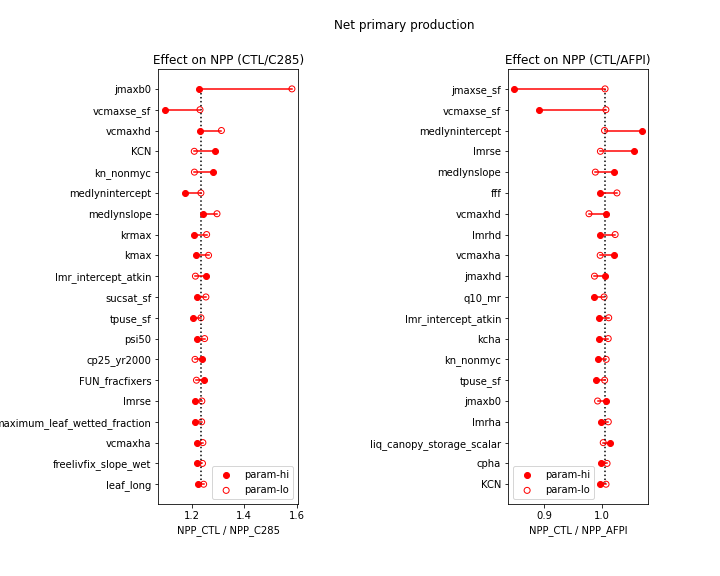 Net primary production
Effect on NPP (CTL/C285)
jmaxb0
vcmaxse_sf
vcmaxhd
KCN
kn_nonmyc
medlynintercept
medlynslope
krmax
kmax
lmr_intercept_atkin
sucsat_sf
tpuse_sf
psi50
cp25_yr2000
FUN_fracfixers
lmrse
maximum_leaf_wetted_fraction
vcmaxha
freelivfix_slope_wet
leaf_long
param-hi
param-lo
1.2 1.4 1.6
NPP_CTL / NPP_C285
Effect on NPP (CTL/AFPI)
jmaxse_sf
vcmaxse_sf
medlynintercept
lmrse
medlynslope
fff
vcmaxhd
lmrhd
vcmaxha
jmaxhd
q10_mr
lmr_intercept_atkin
kcha
kn_nonmyc
tpuse_sf
jmaxb0
lmrha
liq_canopy_storage_scalar
cpha
KCN
param-hi
param-lo
0.9 1.0
NPP_CTL / NPP_AFPI